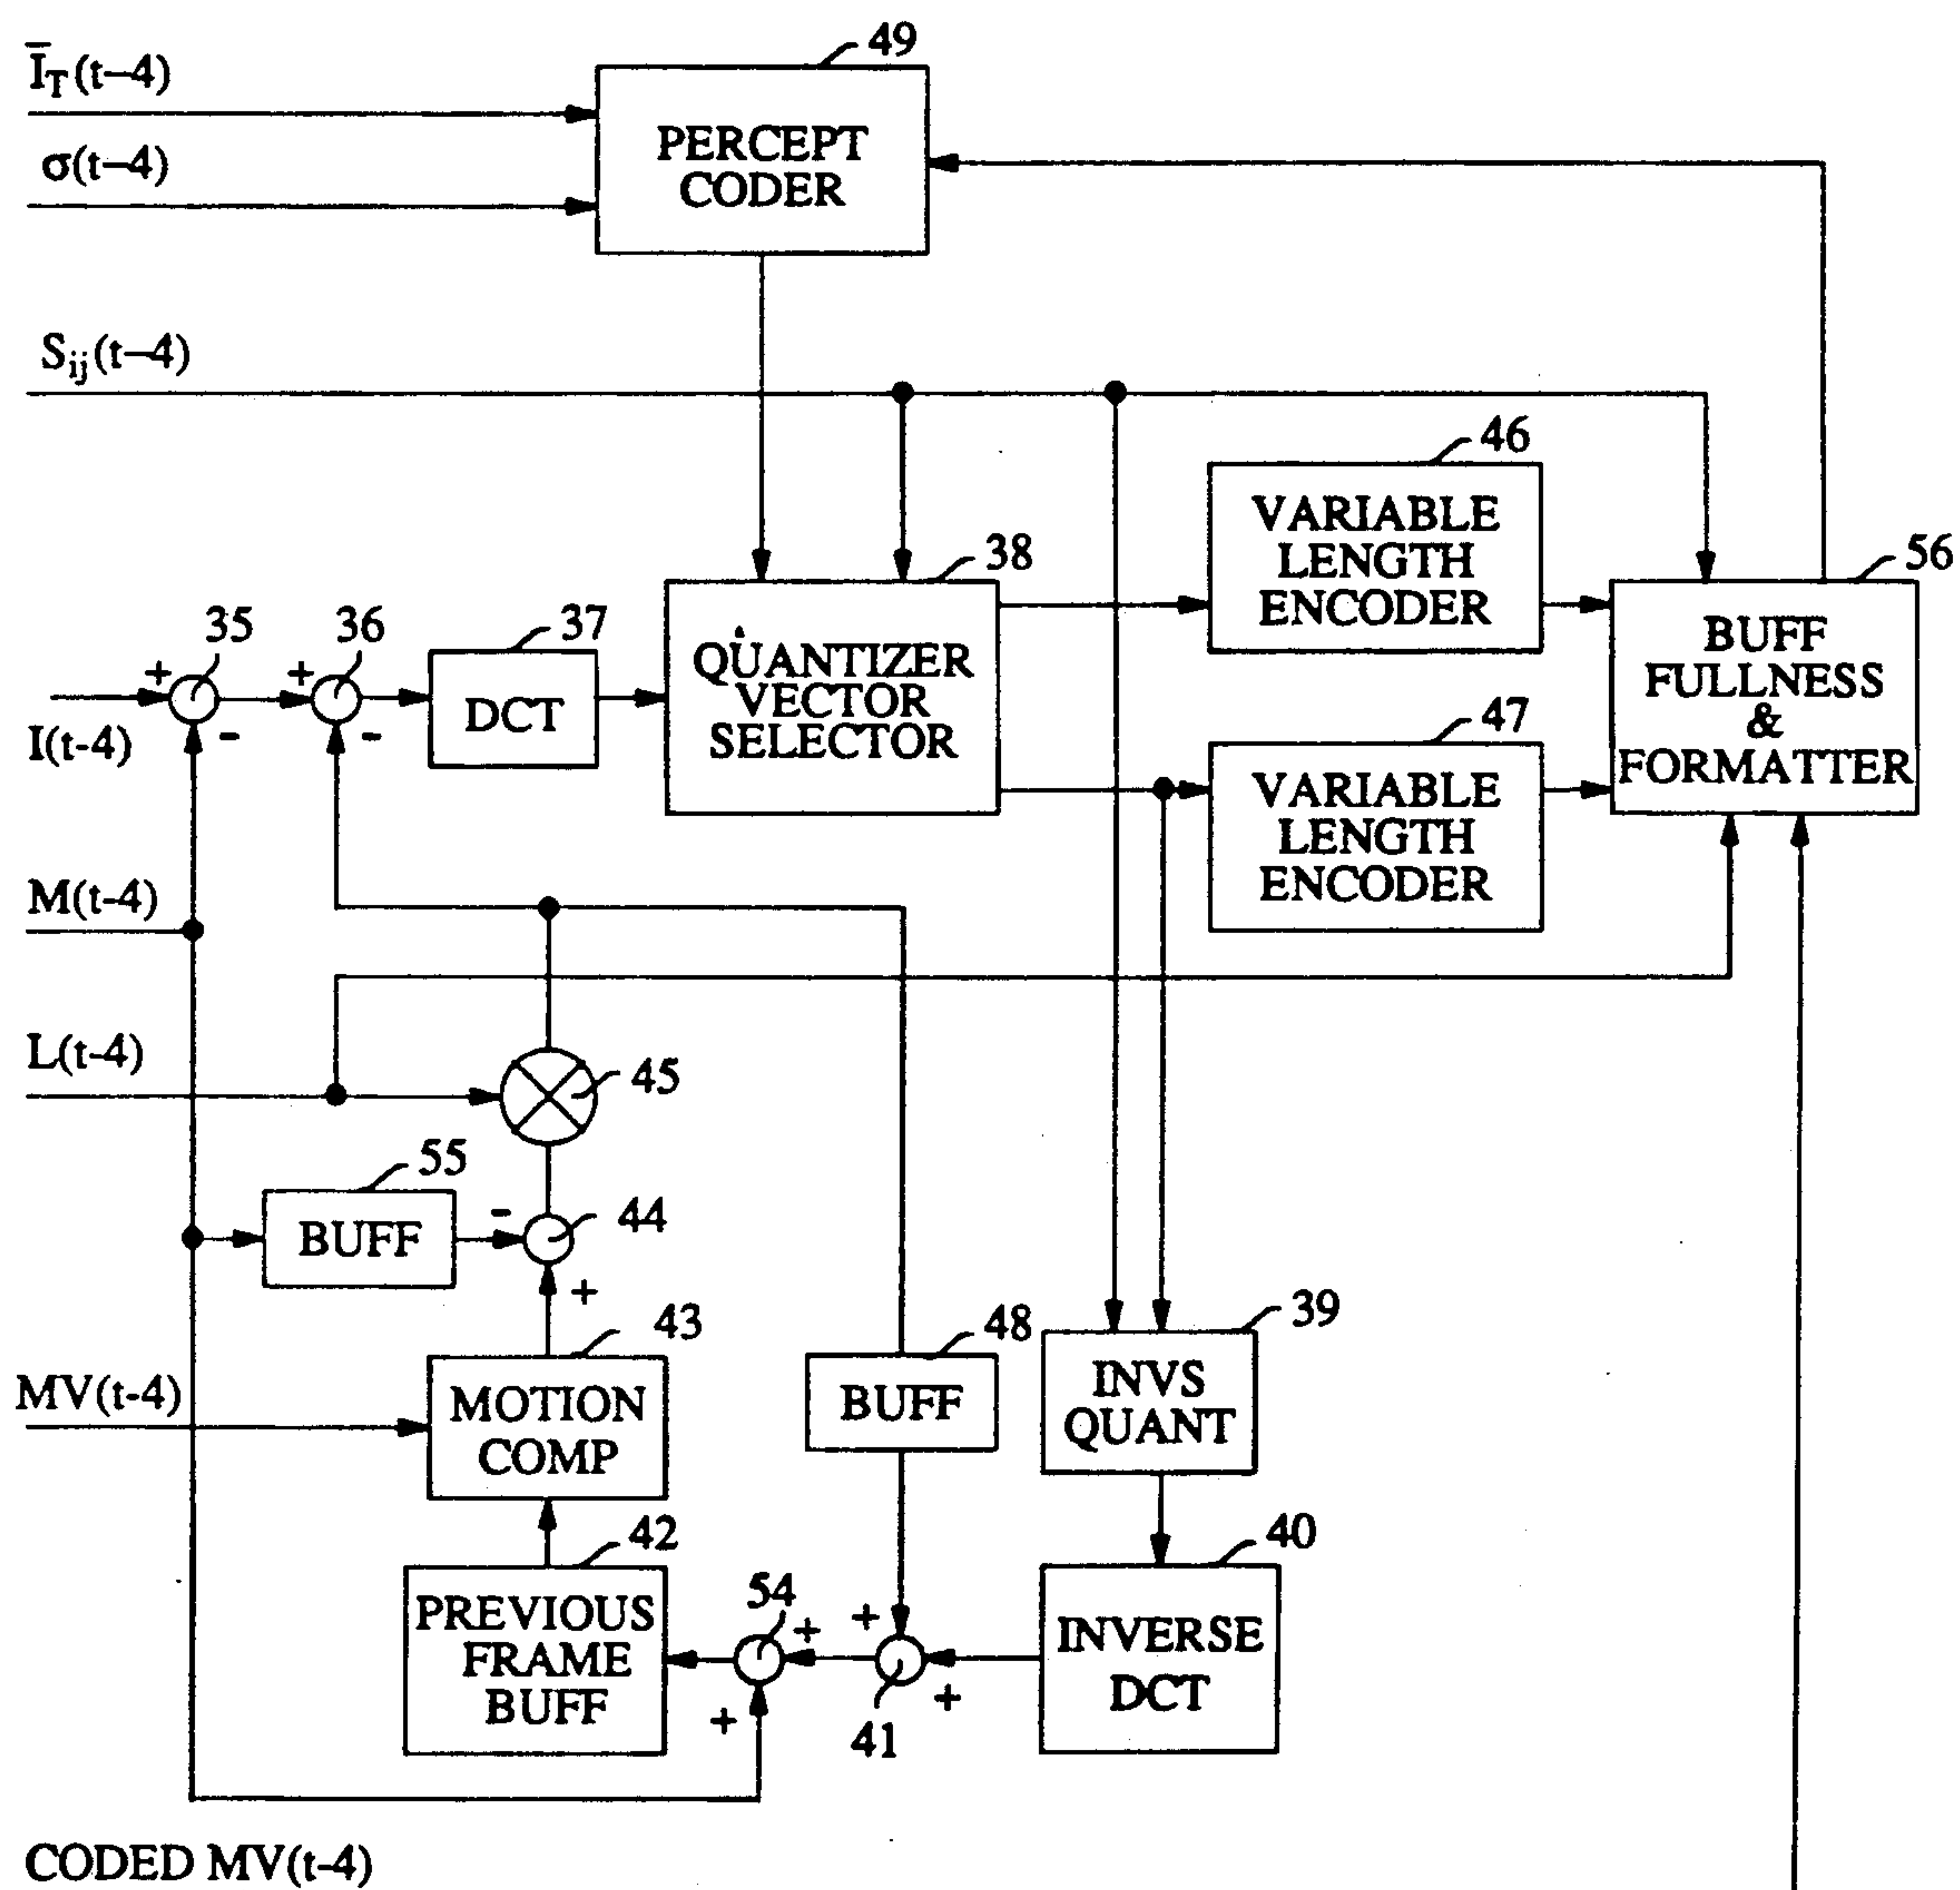 49
I̅T(t−4)
PERCEPT
CODER
σ(t−4)
Sij(t−4)
46
VARIABLE
LENGTH
ENCODER
38
56
35
36
37
+
+
I(t-4)
-
-
DCT
QUANTIZER
VECTOR
SELECTOR
BUFF
FULLNESS
&
FORMATTER
47
VARIABLE
LENGTH
ENCODER
M(t-4)
L(t-4)
45
55
BUFF
-
44
+
43
48
39
MV(t-4)
MOTION
COMP
BUFF
INVS
QUANT
42
40
PREVIOUS
FRAME
BUFF
54
+
+
+
41
+
INVERSE
DCT
CODED MV(t-4)